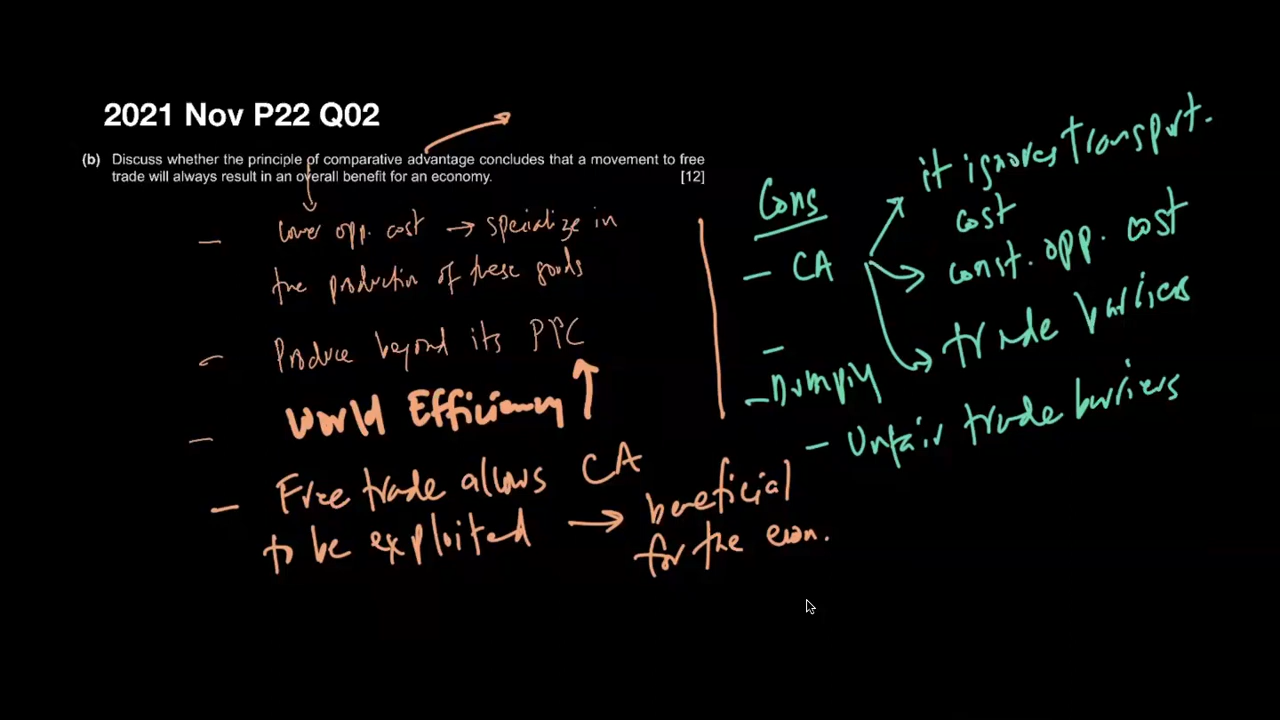 2021 Nov P22 Q02
(b) Discuss whether the principle of comparative advantage concludes that a movement to free
trade will always result in an overall benefit for an economy. [12]
- Lower opp. cost → specialize in
the production of these goods
- Produce beyond its PPC
- World Efficiency ↑
- Free trade allows CA
to be exploited → beneficial
for the econ.
Cons
- CA
it ignores transport.
cost
const. opp. cost
trade barriers
-
- Dumping
- Unfair trade barriers